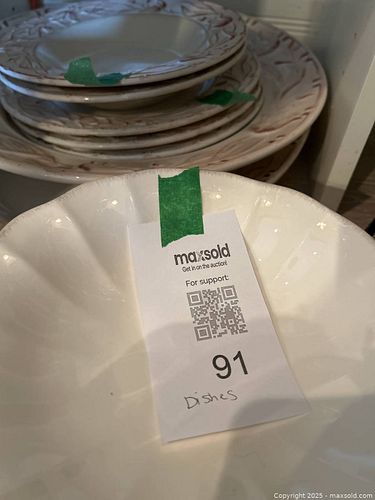 maxsold
Get in on the auction!
For support:
91
Dishes
Copyright 2025 - maxsold.com